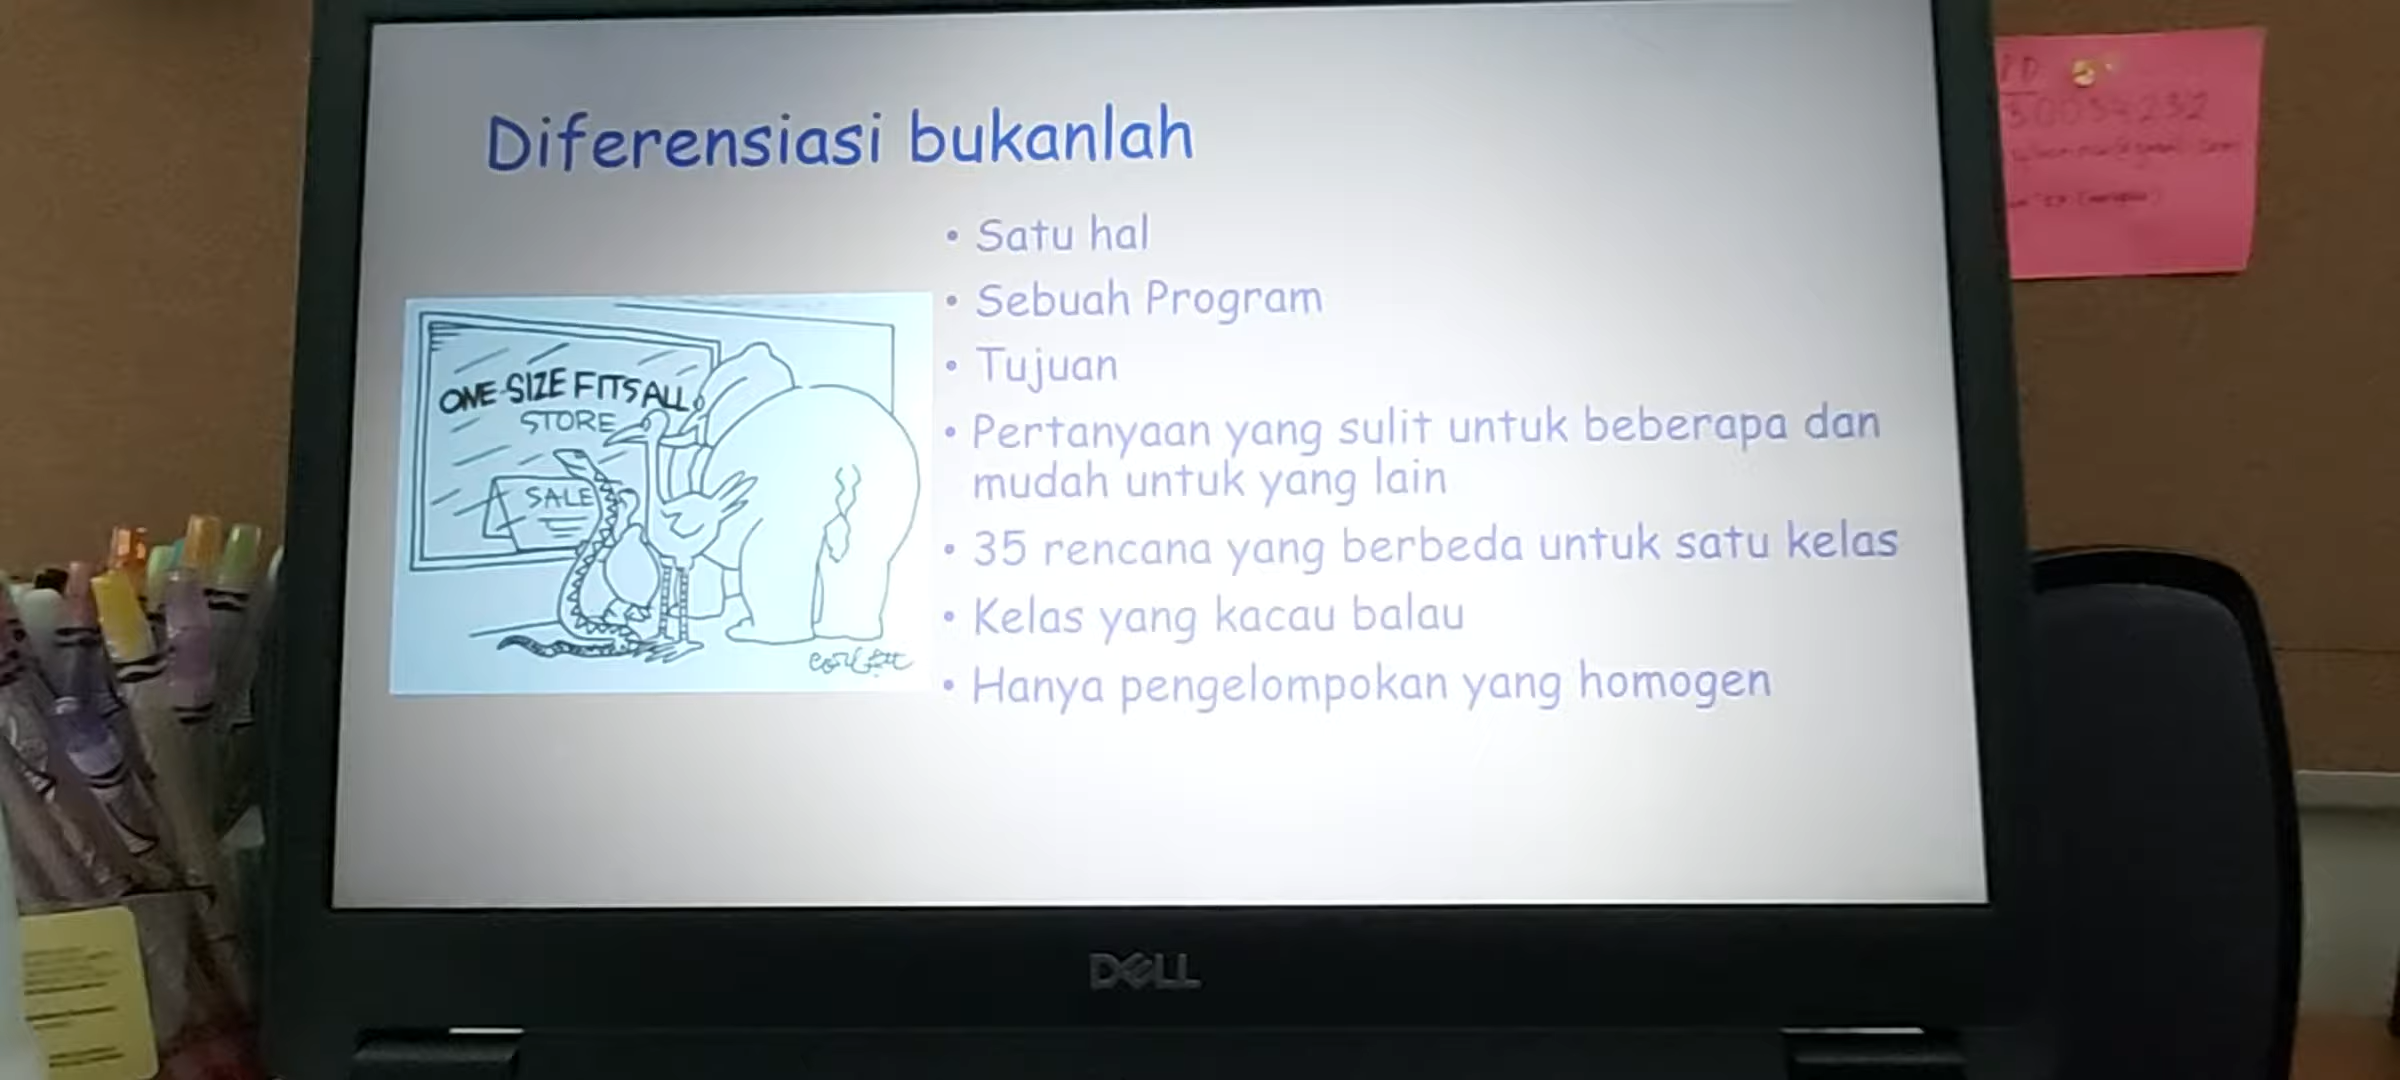 Diferensiasi bukanlah
• Satu hal
• Sebuah Program
• Tujuan
• Pertanyaan yang sulit untuk beberapa dan
mudah untuk yang lain
• 35 rencana yang berbeda untuk satu kelas
• Kelas yang kacau balau
• Hanya pengelompokan yang homogen
ONE-SIZE FITS ALL
STORE
SALE
DELL